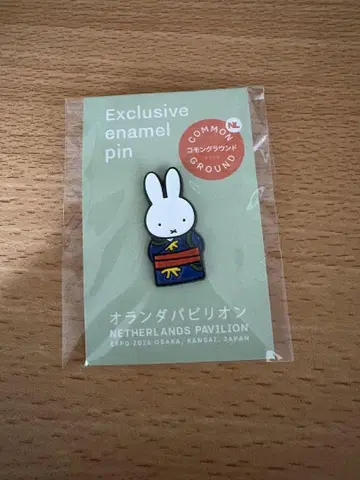 Exclusive
enamel
pin
NL
COMMON
コモングラウンド
GROUND
オランダパビリオン
NETHERLANDS PAVILION
EXPO 2025 OSAKA, KANSAI, JAPAN